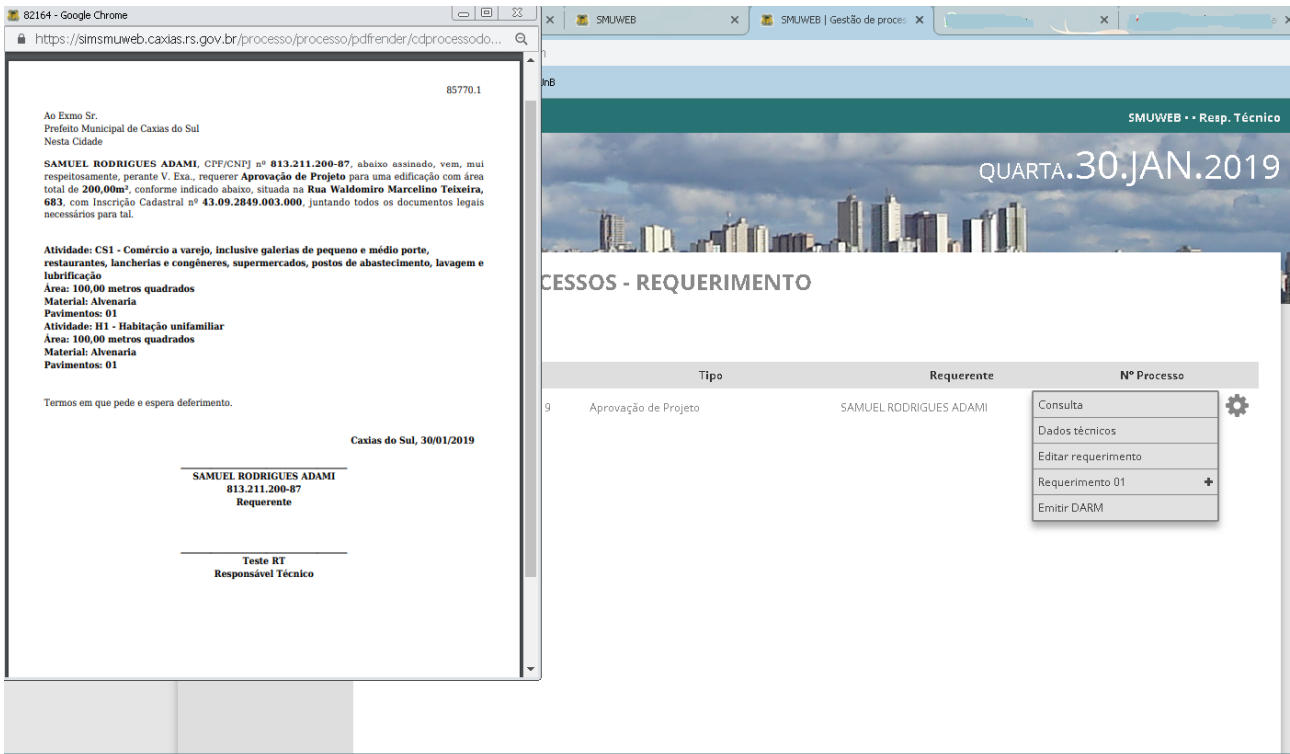 82164 - Google Chrome
https://simsmuweb.caxias.rs.gov.br/processo/processo/pdfrender/cdprocessodo...
85770.1
Ao Exmo Sr.
Prefeito Municipal de Caxias do Sul
Nesta Cidade
SAMUEL RODRIGUES ADAMI, CPF/CNPJ nº 813.211.200-87, abaixo assinado, vem, mui
respeitosamente, perante V. Exa., requerer Aprovação de Projeto para uma edificação com área
total de 200,00m², conforme indicado abaixo, situada na Rua Waldomiro Marcelino Teixeira,
683, com Inscrição Cadastral nº 43.09.2849.003.000, juntando todos os documentos legais
necessários para tal.
Atividade: CS1 - Comércio a varejo, inclusive galerias de pequeno e médio porte,
restaurantes, lancherias e congêneres, supermercados, postos de abastecimento, lavagem e
lubrificação
Área: 100,00 metros quadrados
Material: Alvenaria
Pavimentos: 01
Atividade: H1 - Habitação unifamiliar
Área: 100,00 metros quadrados
Material: Alvenaria
Pavimentos: 01
Termos em que pede e espera deferimento.
Caxias do Sul, 30/01/2019
SAMUEL RODRIGUES ADAMI
813.211.200-87
Requerente
Teste RT
Responsável Técnico
SMUWEB
SMUWEB | Gestão de proces
UnB
SMUWEB • • Resp. Técnico
QUARTA.30.JAN.2019
CESSOS - REQUERIMENTO
Tipo Requerente Nº Processo
9 Aprovação de Projeto SAMUEL RODRIGUES ADAMI
Consulta
Dados técnicos
Editar requerimento
Requerimento 01 +
Emitir DARM